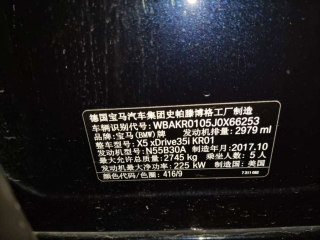 德国宝马汽车集团史帕滕博格工厂制造
车辆识别代号: WBAKR0105J0X66253
品牌: 宝马(BMW)牌 发动机排量: 2979 ml
整车型号: X5 xDrive35i KR01
发动机型号: N55B30A 制造年月: 2017.10
最大允许总质量: 2745 kg 乘坐人数: 5 人
发动机最大净功率: 225 kW 制造国: 美国
颜色代码/色圈: 416/9